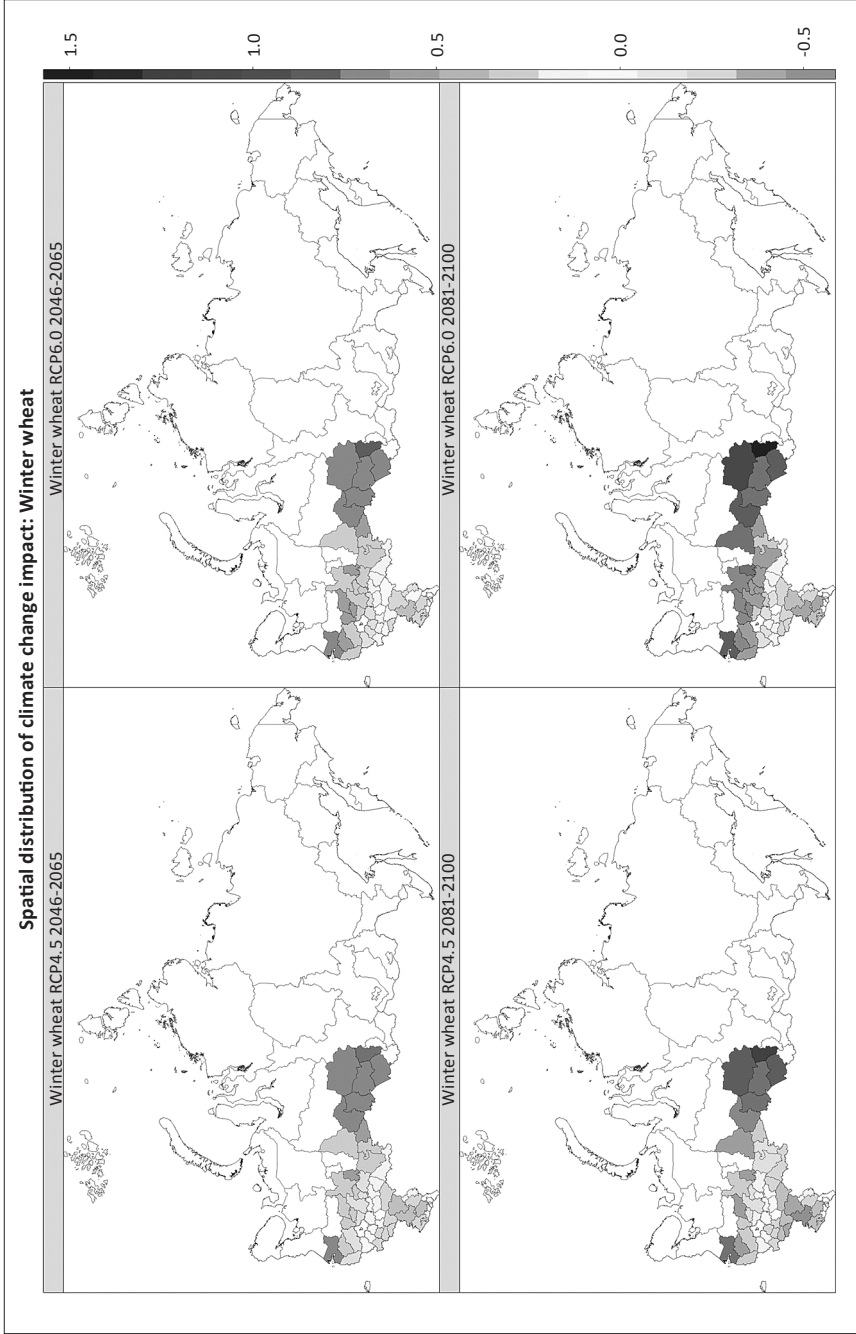 Spatial distribution of climate change impact: Winter wheat
Winter wheat RCP4.5 2046-2065
Winter wheat RCP6.0 2046-2065
1.5
1.0
0.5
0.0
-0.5
Winter wheat RCP4.5 2081-2100
Winter wheat RCP6.0 2081-2100